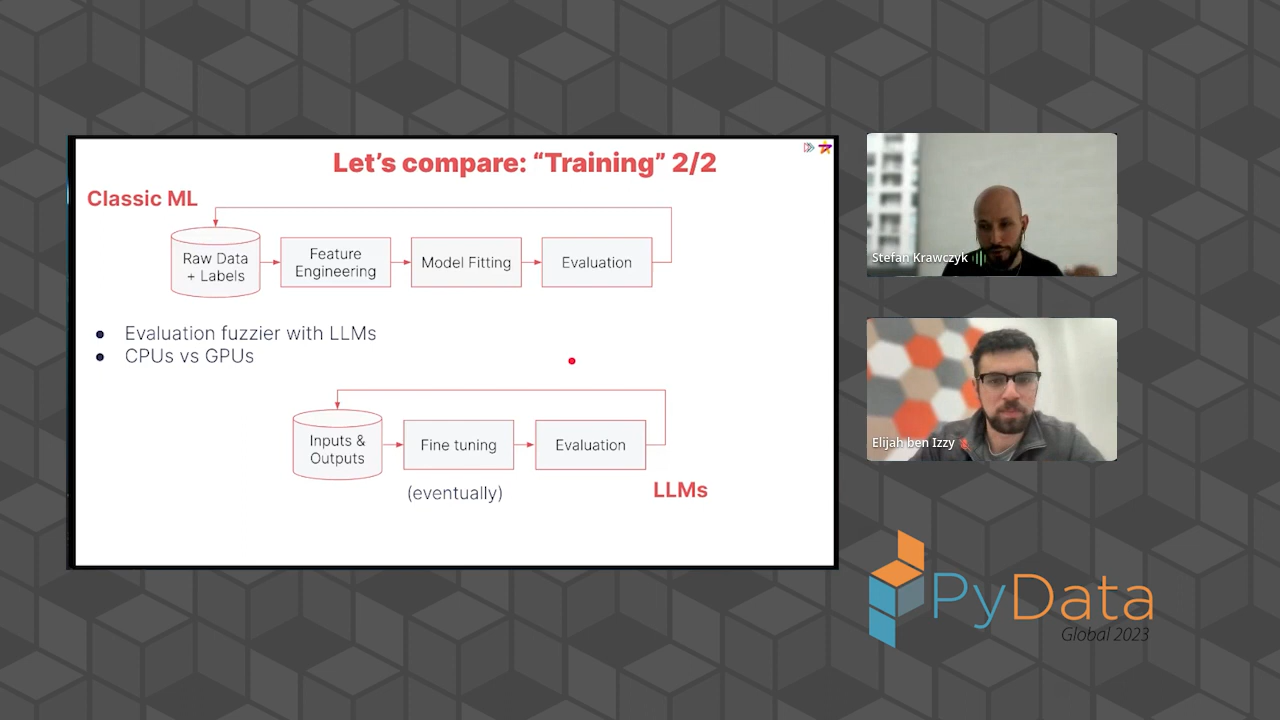 Let's compare: “Training” 2/2
Classic ML
Raw Data
+ Labels
Feature
Engineering
Model Fitting
Evaluation
● Evaluation fuzzier with LLMs
● CPUs vs GPUs
Inputs &
Outputs
Fine tuning
Evaluation
(eventually)
LLMs
Stefan Krawczyk
Elijah ben Izzy
PyData
Global 2023